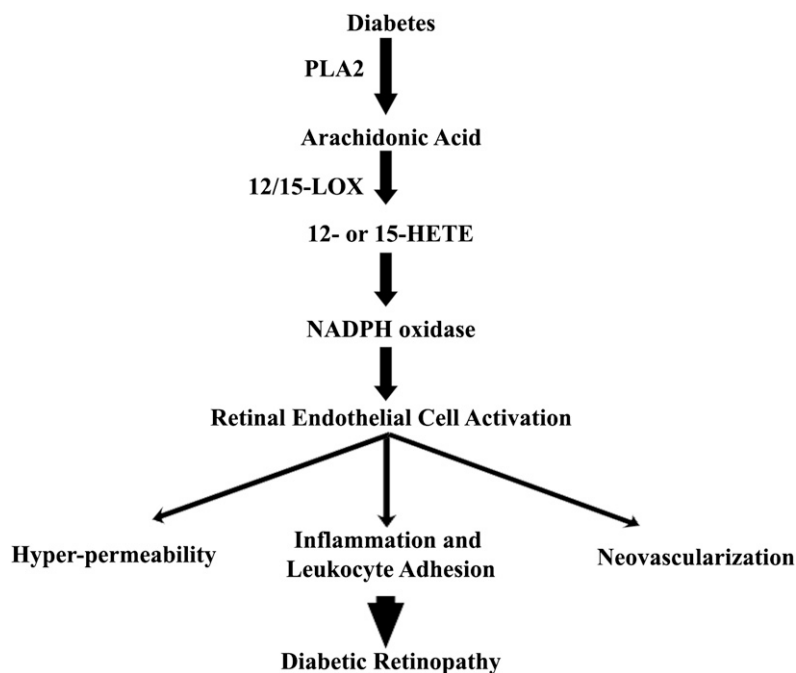 Diabetes
PLA2
Arachidonic Acid
12/15-LOX
12- or 15-HETE
NADPH oxidase
Retinal Endothelial Cell Activation
Hyper-permeability
Inflammation and
Leukocyte Adhesion
Neovascularization
Diabetic Retinopathy